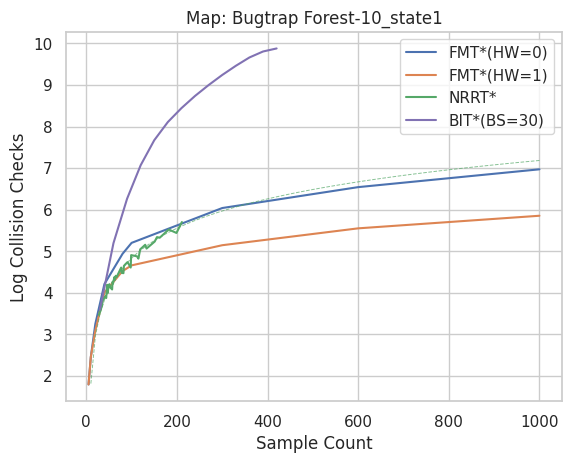 Map: Bugtrap Forest-10_state1
FMT*(HW=0)
FMT*(HW=1)
NRRT*
BIT*(BS=30)
Log Collision Checks
10
9
8
7
6
5
4
3
2
0 200 400 600 800 1000
Sample Count